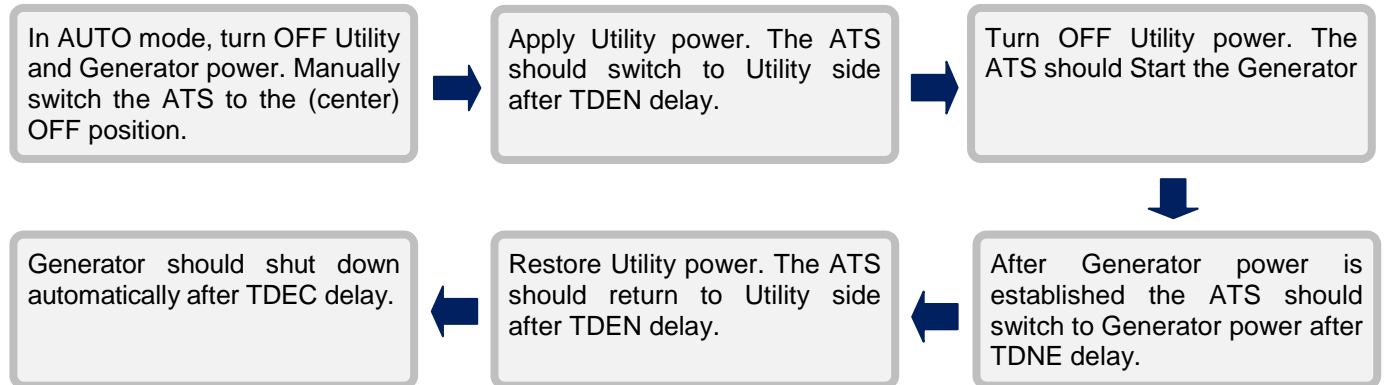 In AUTO mode, turn OFF Utility
and Generator power. Manually
switch the ATS to the (center)
OFF position.
Apply Utility power. The ATS
should switch to Utility side
after TDEN delay.
Turn OFF Utility power. The
ATS should Start the Generator
After Generator power is
established the ATS should
switch to Generator power after
TDNE delay.
Restore Utility power. The ATS
should return to Utility side
after TDEN delay.
Generator should shut down
automatically after TDEC delay.